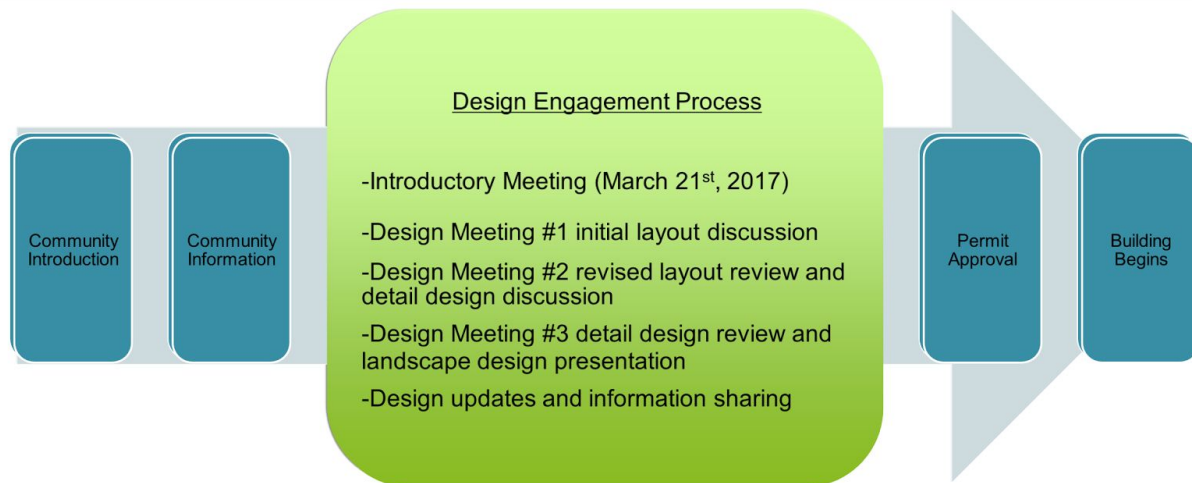 Community
Introduction
Community
Information
Design Engagement Process
-Introductory Meeting (March 21st, 2017)
-Design Meeting #1 initial layout discussion
-Design Meeting #2 revised layout review and
detail design discussion
-Design Meeting #3 detail design review and
landscape design presentation
-Design updates and information sharing
Permit
Approval
Building
Begins